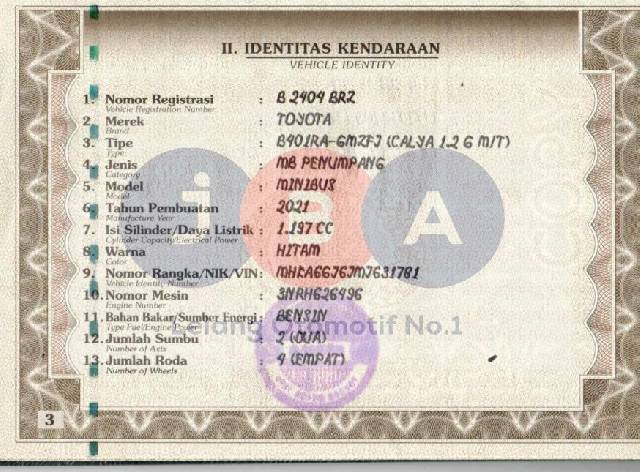 II. IDENTITAS KENDARAAN
VEHICLE IDENTITY
1. Nomor Registrasi : B 2404 BRZ
Vehicle Registration Number
2. Merek : TOYOTA
Brand
3. Tipe : B401RA-GMZFJ (CALYA 1.2 G M/T)
Type
4. Jenis : MB PENUMPANG
Category
5. Model : MINIBUS
Model
6. Tahun Pembuatan : 2021
Manufacture Year
7. Isi Silinder/Daya Listrik : 1.197 CC
Cylinder Capacity/Electrical Power
8. Warna : HITAM
Color
9. Nomor Rangka/NIK/VIN :
Vehicle Identity Number
10. Nomor Mesin :
Engine Number
11. Bahan Bakar/Sumber Energi : BENSIN
Type Fuel/Engine Power
12. Jumlah Sumbu : 2 (DUA)
Number of Axis
13. Jumlah Roda : 4 (EMPAT)
Number of Wheels
iBA
Lelang Otomotif No.1
3